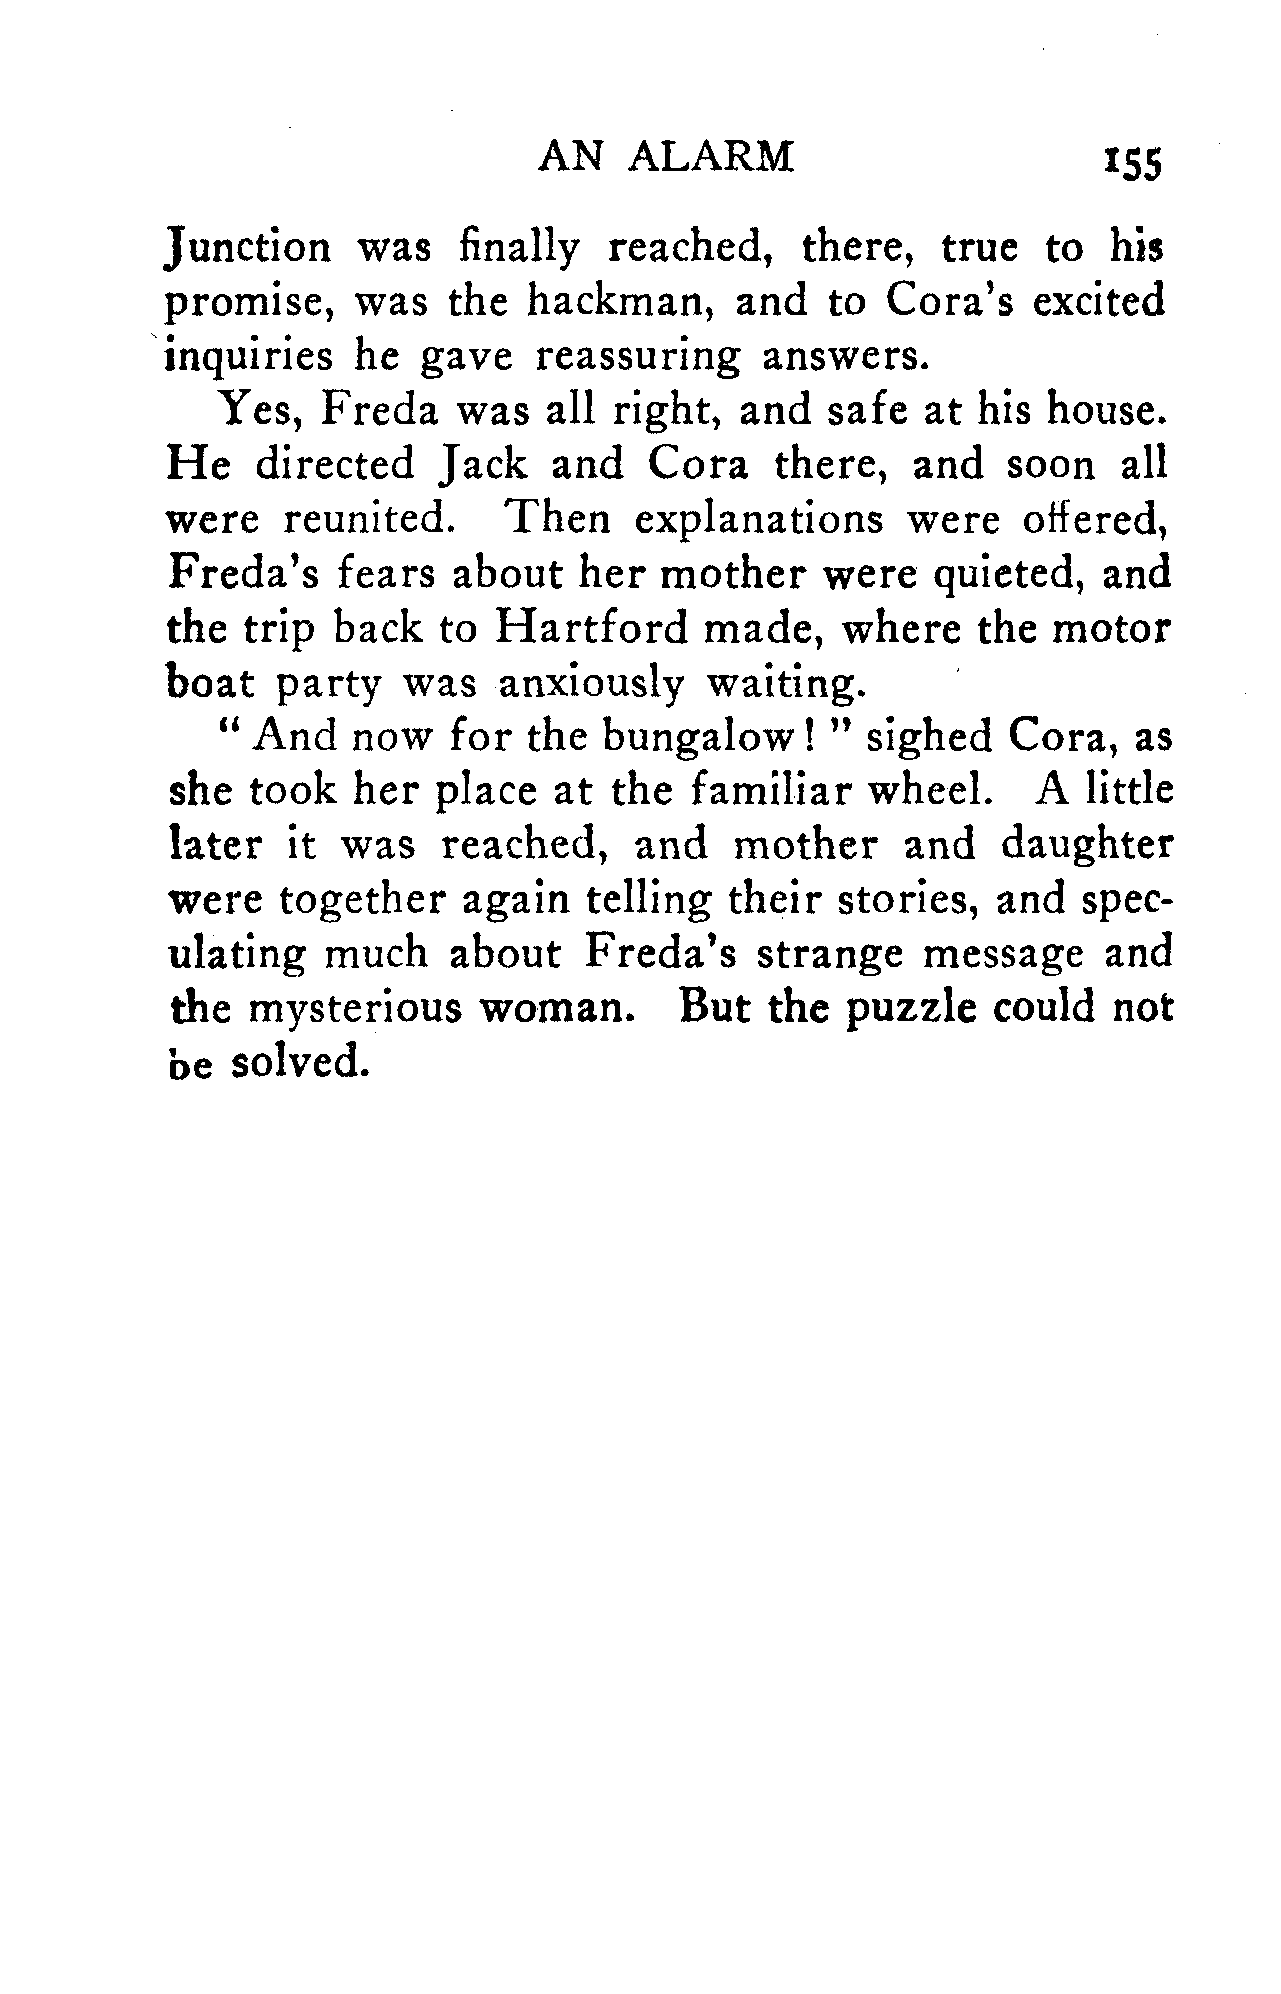 AN ALARM 155
Junction was finally reached, there, true to his
promise, was the hackman, and to Cora's excited
inquiries he gave reassuring answers.
Yes, Freda was all right, and safe at his house.
He directed Jack and Cora there, and soon all
were reunited. Then explanations were offered,
Freda's fears about her mother were quieted, and
the trip back to Hartford made, where the motor
boat party was anxiously waiting.
" And now for the bungalow ! " sighed Cora, as
she took her place at the familiar wheel. A little
later it was reached, and mother and daughter
were together again telling their stories, and spec-
ulating much about Freda's strange message and
the mysterious woman. But the puzzle could not
be solved.